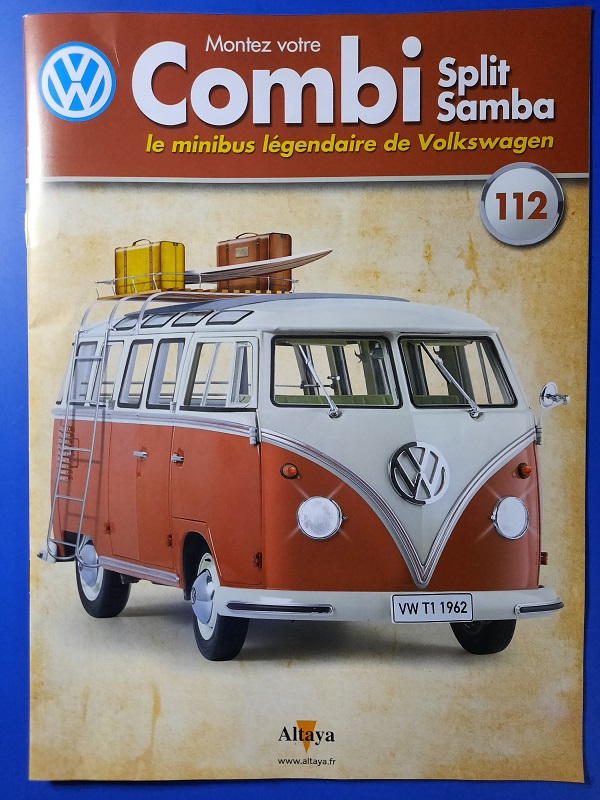 Montez votre
Combi Split Samba
le minibus légendaire de Volkswagen
112
VW T1 1962
Altaya
www.altaya.fr